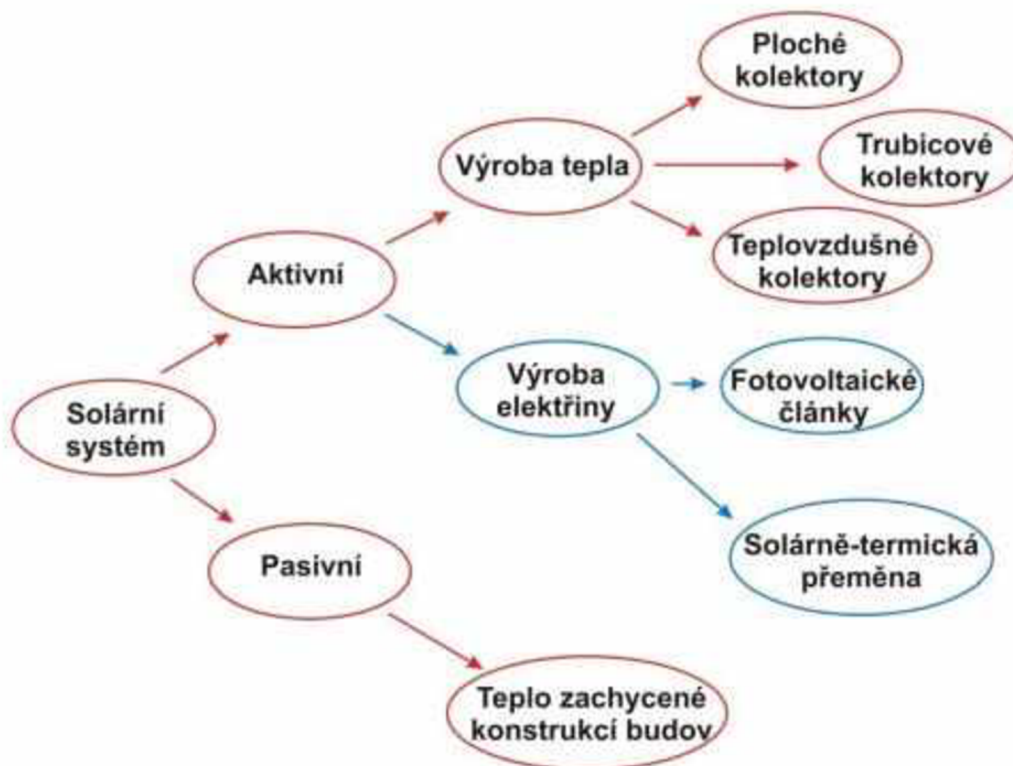 Ploché
kolektory
Výroba tepla
Trubicové
kolektory
Teplovzdušné
kolektory
Aktivní
Výroba
elektřiny
Fotovoltaické
články
Solární
systém
Solárně-termická
přeměna
Pasivní
Teplo zachycené
konstrukcí budov